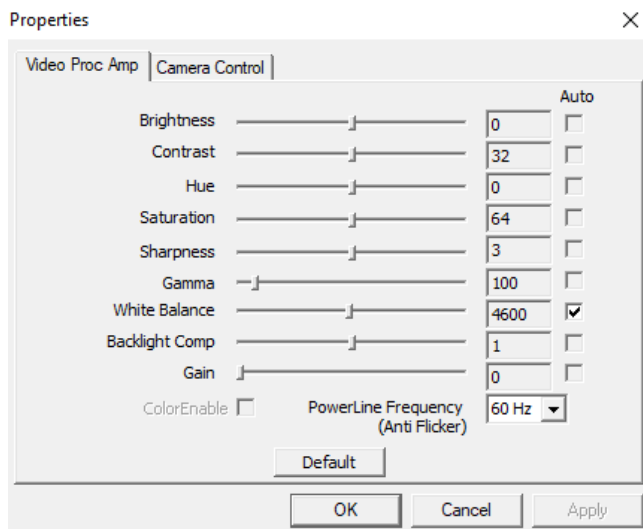 Properties
Video Proc Amp
Camera Control
Auto
Brightness 0
Contrast 32
Hue 0
Saturation 64
Sharpness 3
Gamma 100
White Balance 4600
Backlight Comp 1
Gain 0
ColorEnable PowerLine Frequency 60 Hz
(Anti Flicker)
Default
OK Cancel Apply